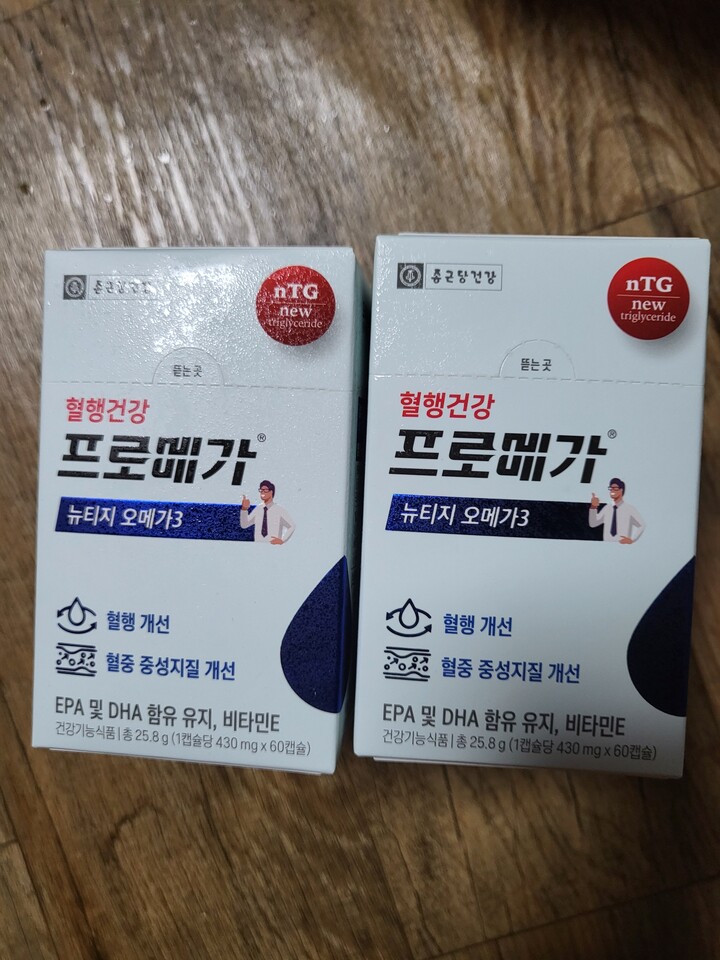 종근당건강
nTG
new
triglyceride
뜯는곳
혈행건강
프로메가®
뉴티지 오메가3
혈행 개선
혈중 중성지질 개선
EPA 및 DHA 함유 유지, 비타민E
건강기능식품 | 총 25.8 g (1캡슐당 430 mg x 60캡슐)
종근당건강
nTG
new
triglyceride
뜯는곳
혈행건강
프로메가®
뉴티지 오메가3
혈행 개선
혈중 중성지질 개선
EPA 및 DHA 함유 유지, 비타민E
건강기능식품 | 총 25.8 g (1캡슐당 430 mg x 60캡슐)